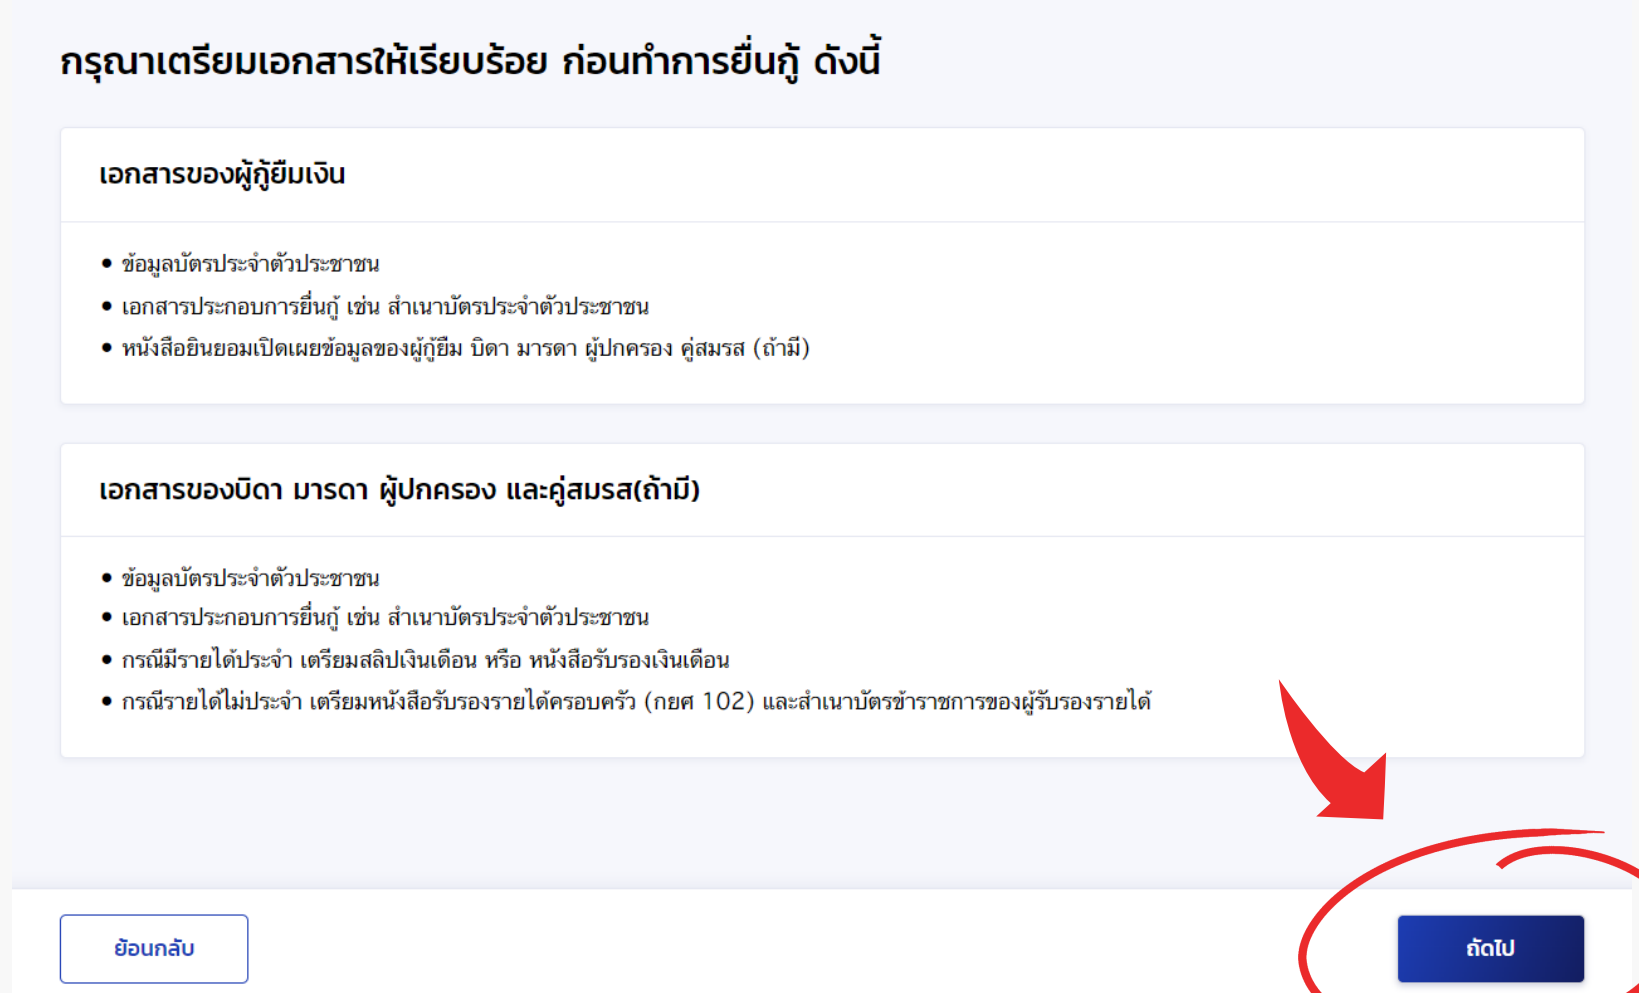 กรุณาเตรียมเอกสารให้เรียบร้อย ก่อนทำการยื่นกู้ ดังนี้
เอกสารของผู้กู้ยืมเงิน
• ข้อมูลบัตรประจำตัวประชาชน
• เอกสารประกอบการยื่นกู้ เช่น สำเนาบัตรประจำตัวประชาชน
• หนังสือยินยอมเปิดเผยข้อมูลของผู้กู้ยืม บิดา มารดา ผู้ปกครอง คู่สมรส (ถ้ามี)
เอกสารของบิดา มารดา ผู้ปกครอง และคู่สมรส(ถ้ามี)
• ข้อมูลบัตรประจำตัวประชาชน
• เอกสารประกอบการยื่นกู้ เช่น สำเนาบัตรประจำตัวประชาชน
• กรณีมีรายได้ประจำ เตรียมสลิปเงินเดือน หรือ หนังสือรับรองเงินเดือน
• กรณีรายได้ไม่ประจำ เตรียมหนังสือรับรองรายได้ครอบครัว (กยศ 102) และสำเนาบัตรข้าราชการของผู้รับรองรายได้
ย้อนกลับ
ถัดไป